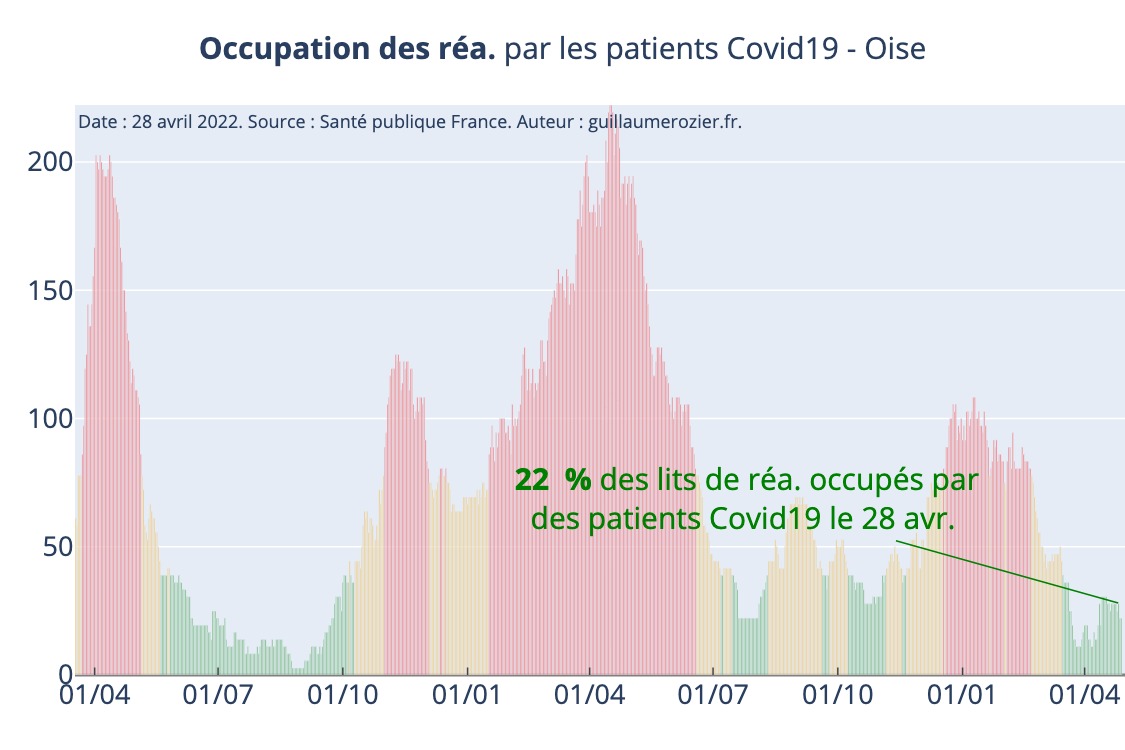 Occupation des réa. par les patients Covid19 - Oise
Date : 28 avril 2022. Source : Santé publique France. Auteur : guillaumerozier.fr.
200
150
100
50
0
22 % des lits de réa. occupés par
des patients Covid19 le 28 avr.
01/04 01/07 01/10 01/01 01/04 01/07 01/10 01/01 01/04